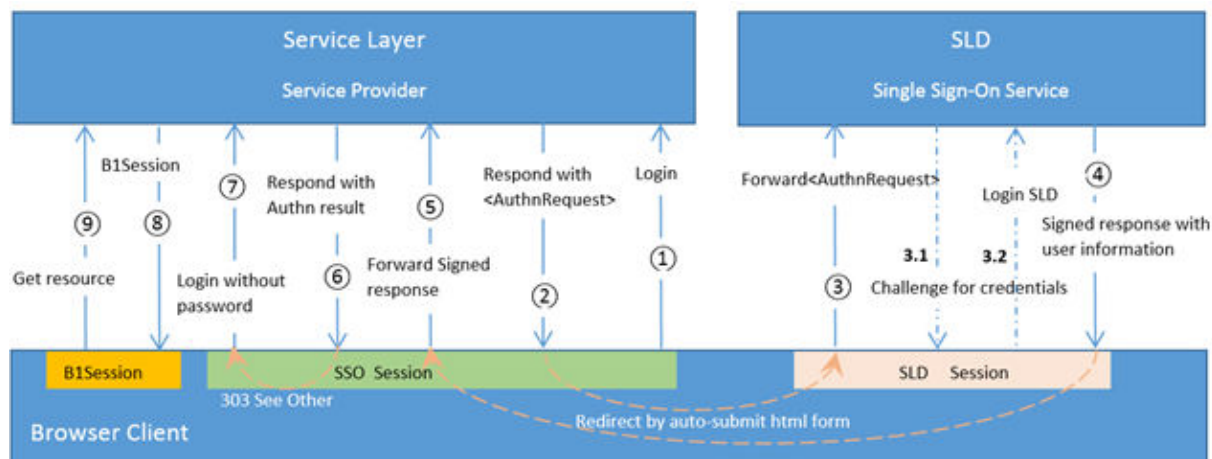 Service Layer
Service Provider
SLD
Single Sign-On Service
B1Session
⑨
⑧
Get resource
⑦
Login without
password
Respond with
Authn result
⑥
⑤
Forward Signed
response
Respond with
<AuthnRequest>
②
Login
①
Forward<AuthnRequest>
③
3.1
Challenge for credentials
Login SLD
3.2
④
Signed response with
user information
B1Session
SSO Session
SLD Session
303 See Other
Redirect by auto-submit html form
Browser Client